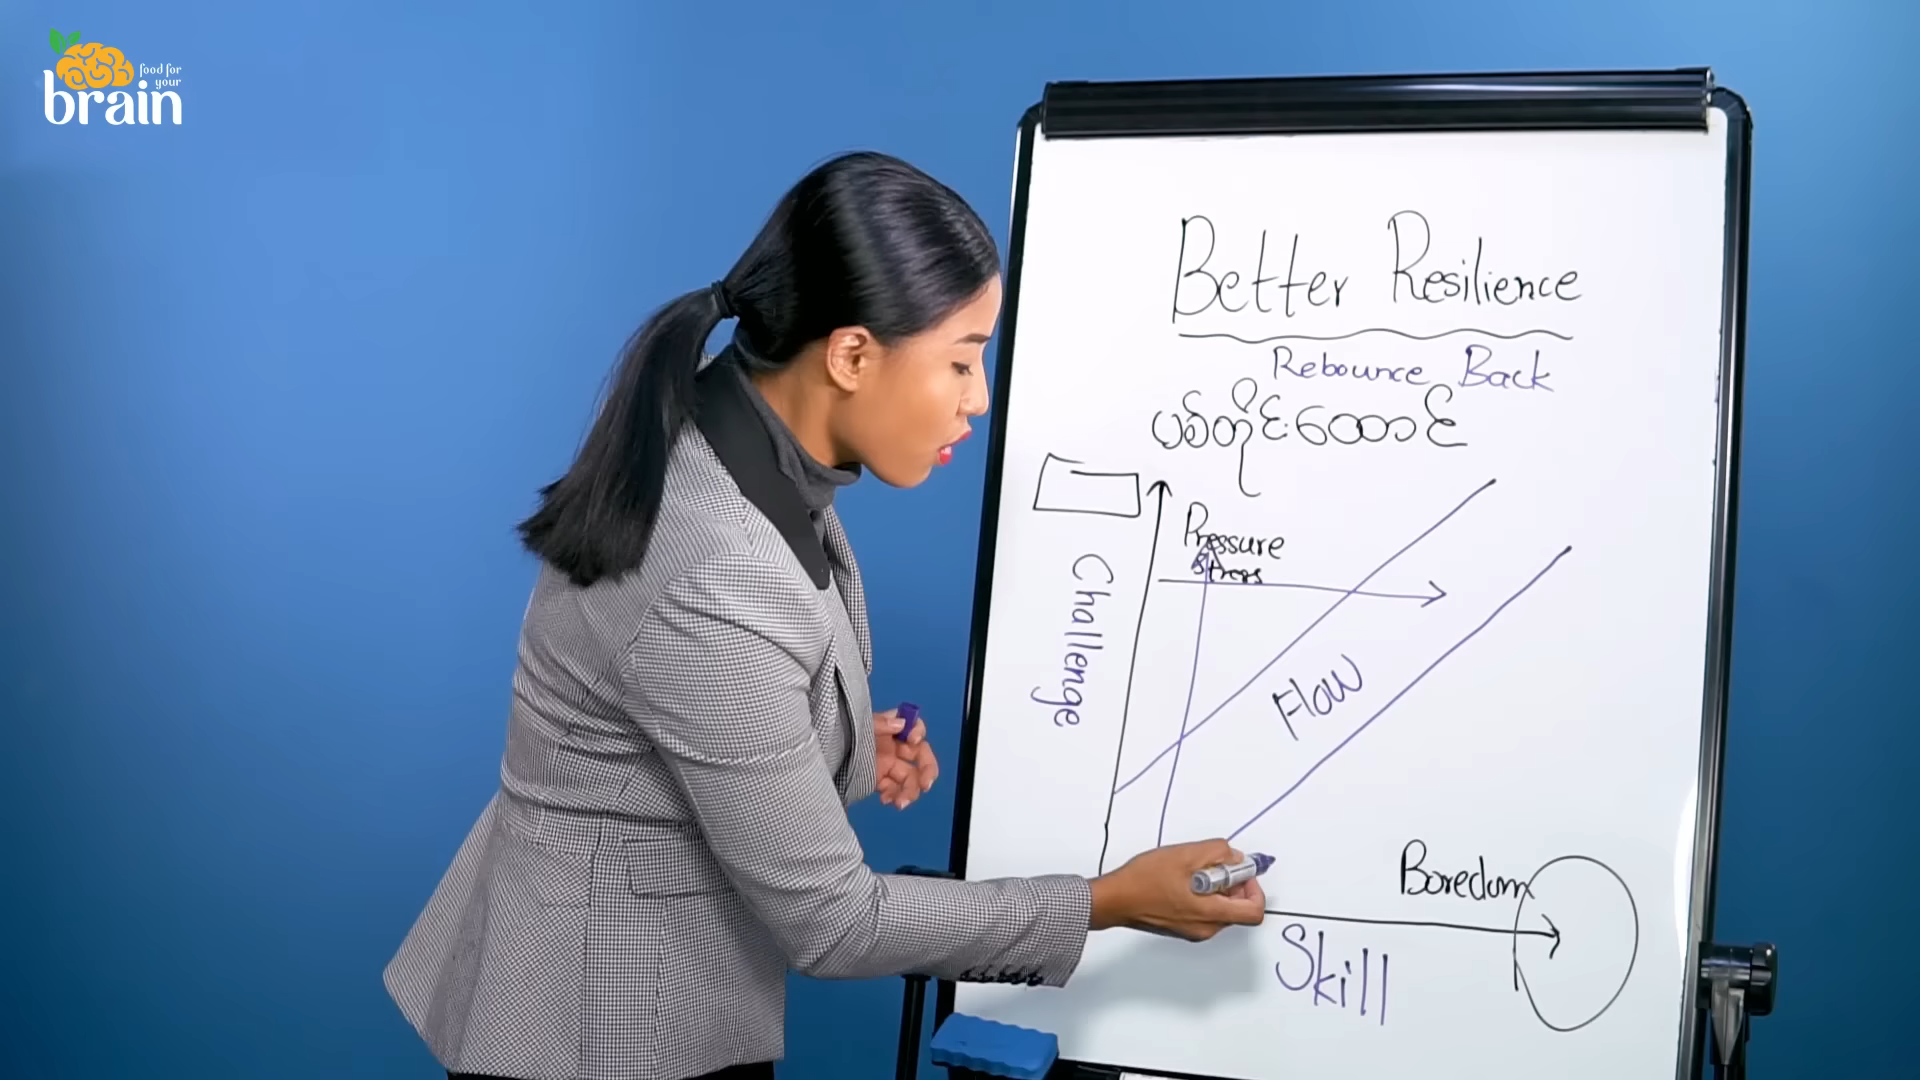 food for
your
brain
Better Resilience
Rebounce Back
ပစ်တိုင်းထောင်
Pressure
Stress
Challenge
Flow
Boredom
Skill